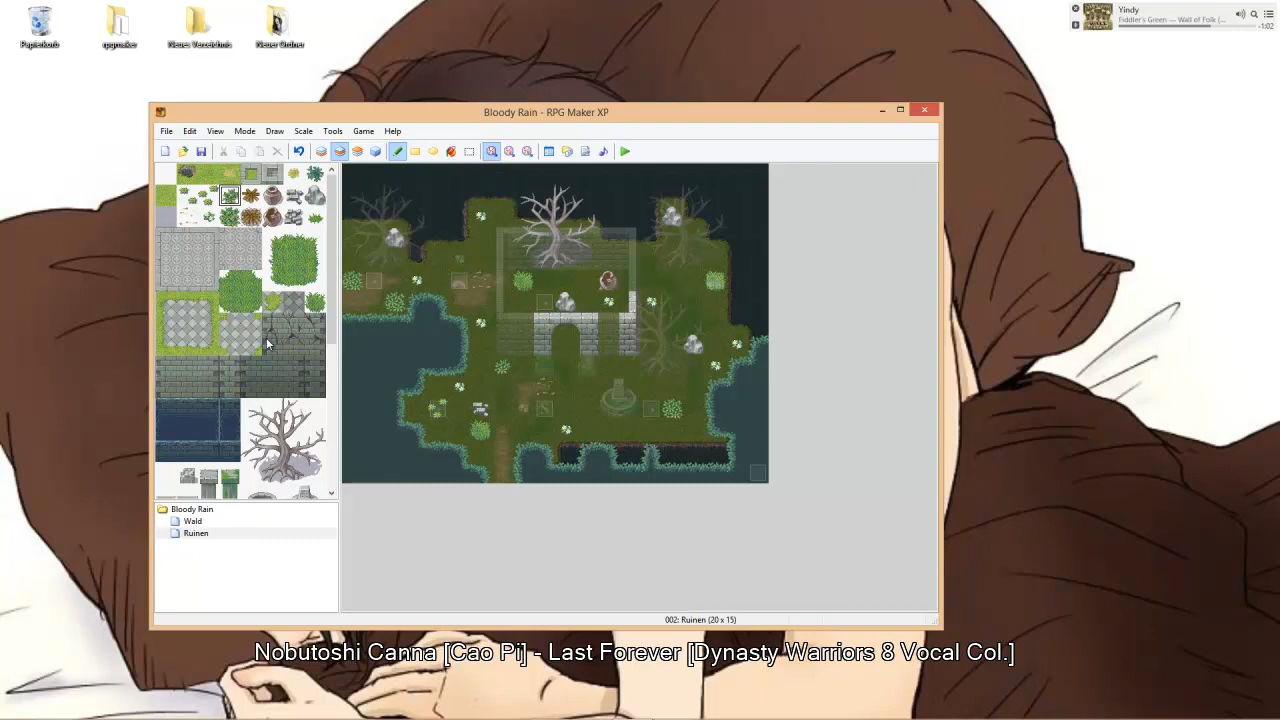 Papierkorb
rpgmaker
Neues Verzeichnis
Neuer Ordner
Yindy
Fiddler's Green — Wall of Folk (...
-1:02
Bloody Rain - RPG Maker XP
File Edit View Mode Draw Scale Tools Game Help
Bloody Rain
Wald
Ruinen
002: Ruinen (20 x 15)
Nobutoshi Canna [Cao Pi] - Last Forever [Dynasty Warriors 8 Vocal Col.]